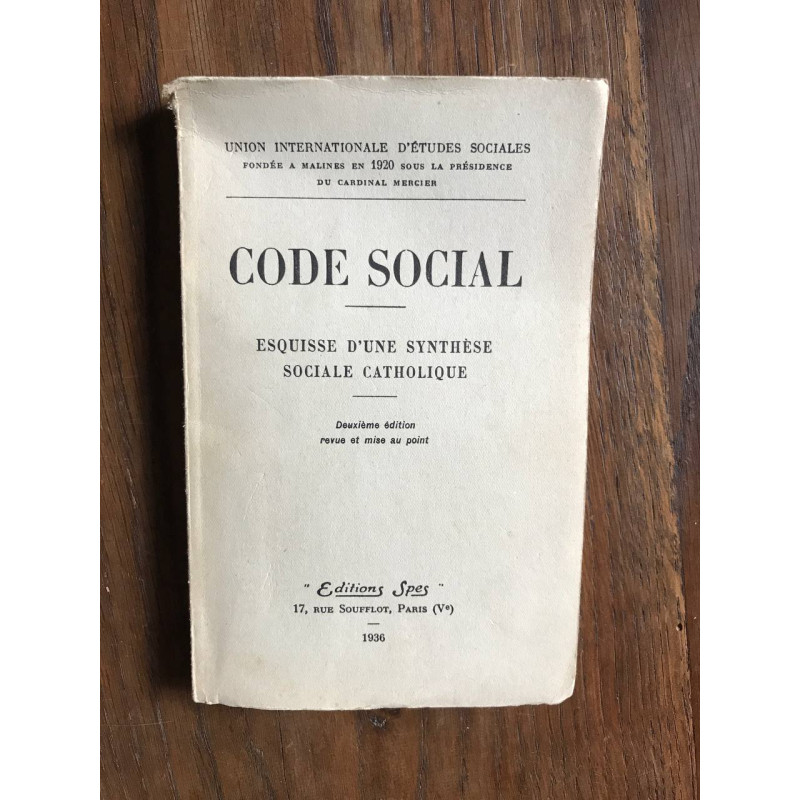 UNION INTERNATIONALE D'ÉTUDES SOCIALES
FONDÉE A MALINES EN 1920 SOUS LA PRÉSIDENCE
DU CARDINAL MERCIER
CODE SOCIAL
ESQUISSE D'UNE SYNTHÈSE
SOCIALE CATHOLIQUE
Deuxième édition
revue et mise au point
"Editions Spes"
17, RUE SOUFFLOT, PARIS (Vᵉ)
1936